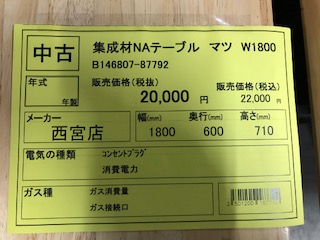 中古
集成材NAテーブル マツ W1800
B146807-87792
年式
年製
販売価格(税抜)
20,000 円
販売価格(税込)
22,000 円
メーカー
西宮店
幅(mm) 奥行(mm) 高さ(mm)
1800 600 710
電気の種類 コンセントプラグ
消費電力
ガス種 ガス消費量
ガス接続口